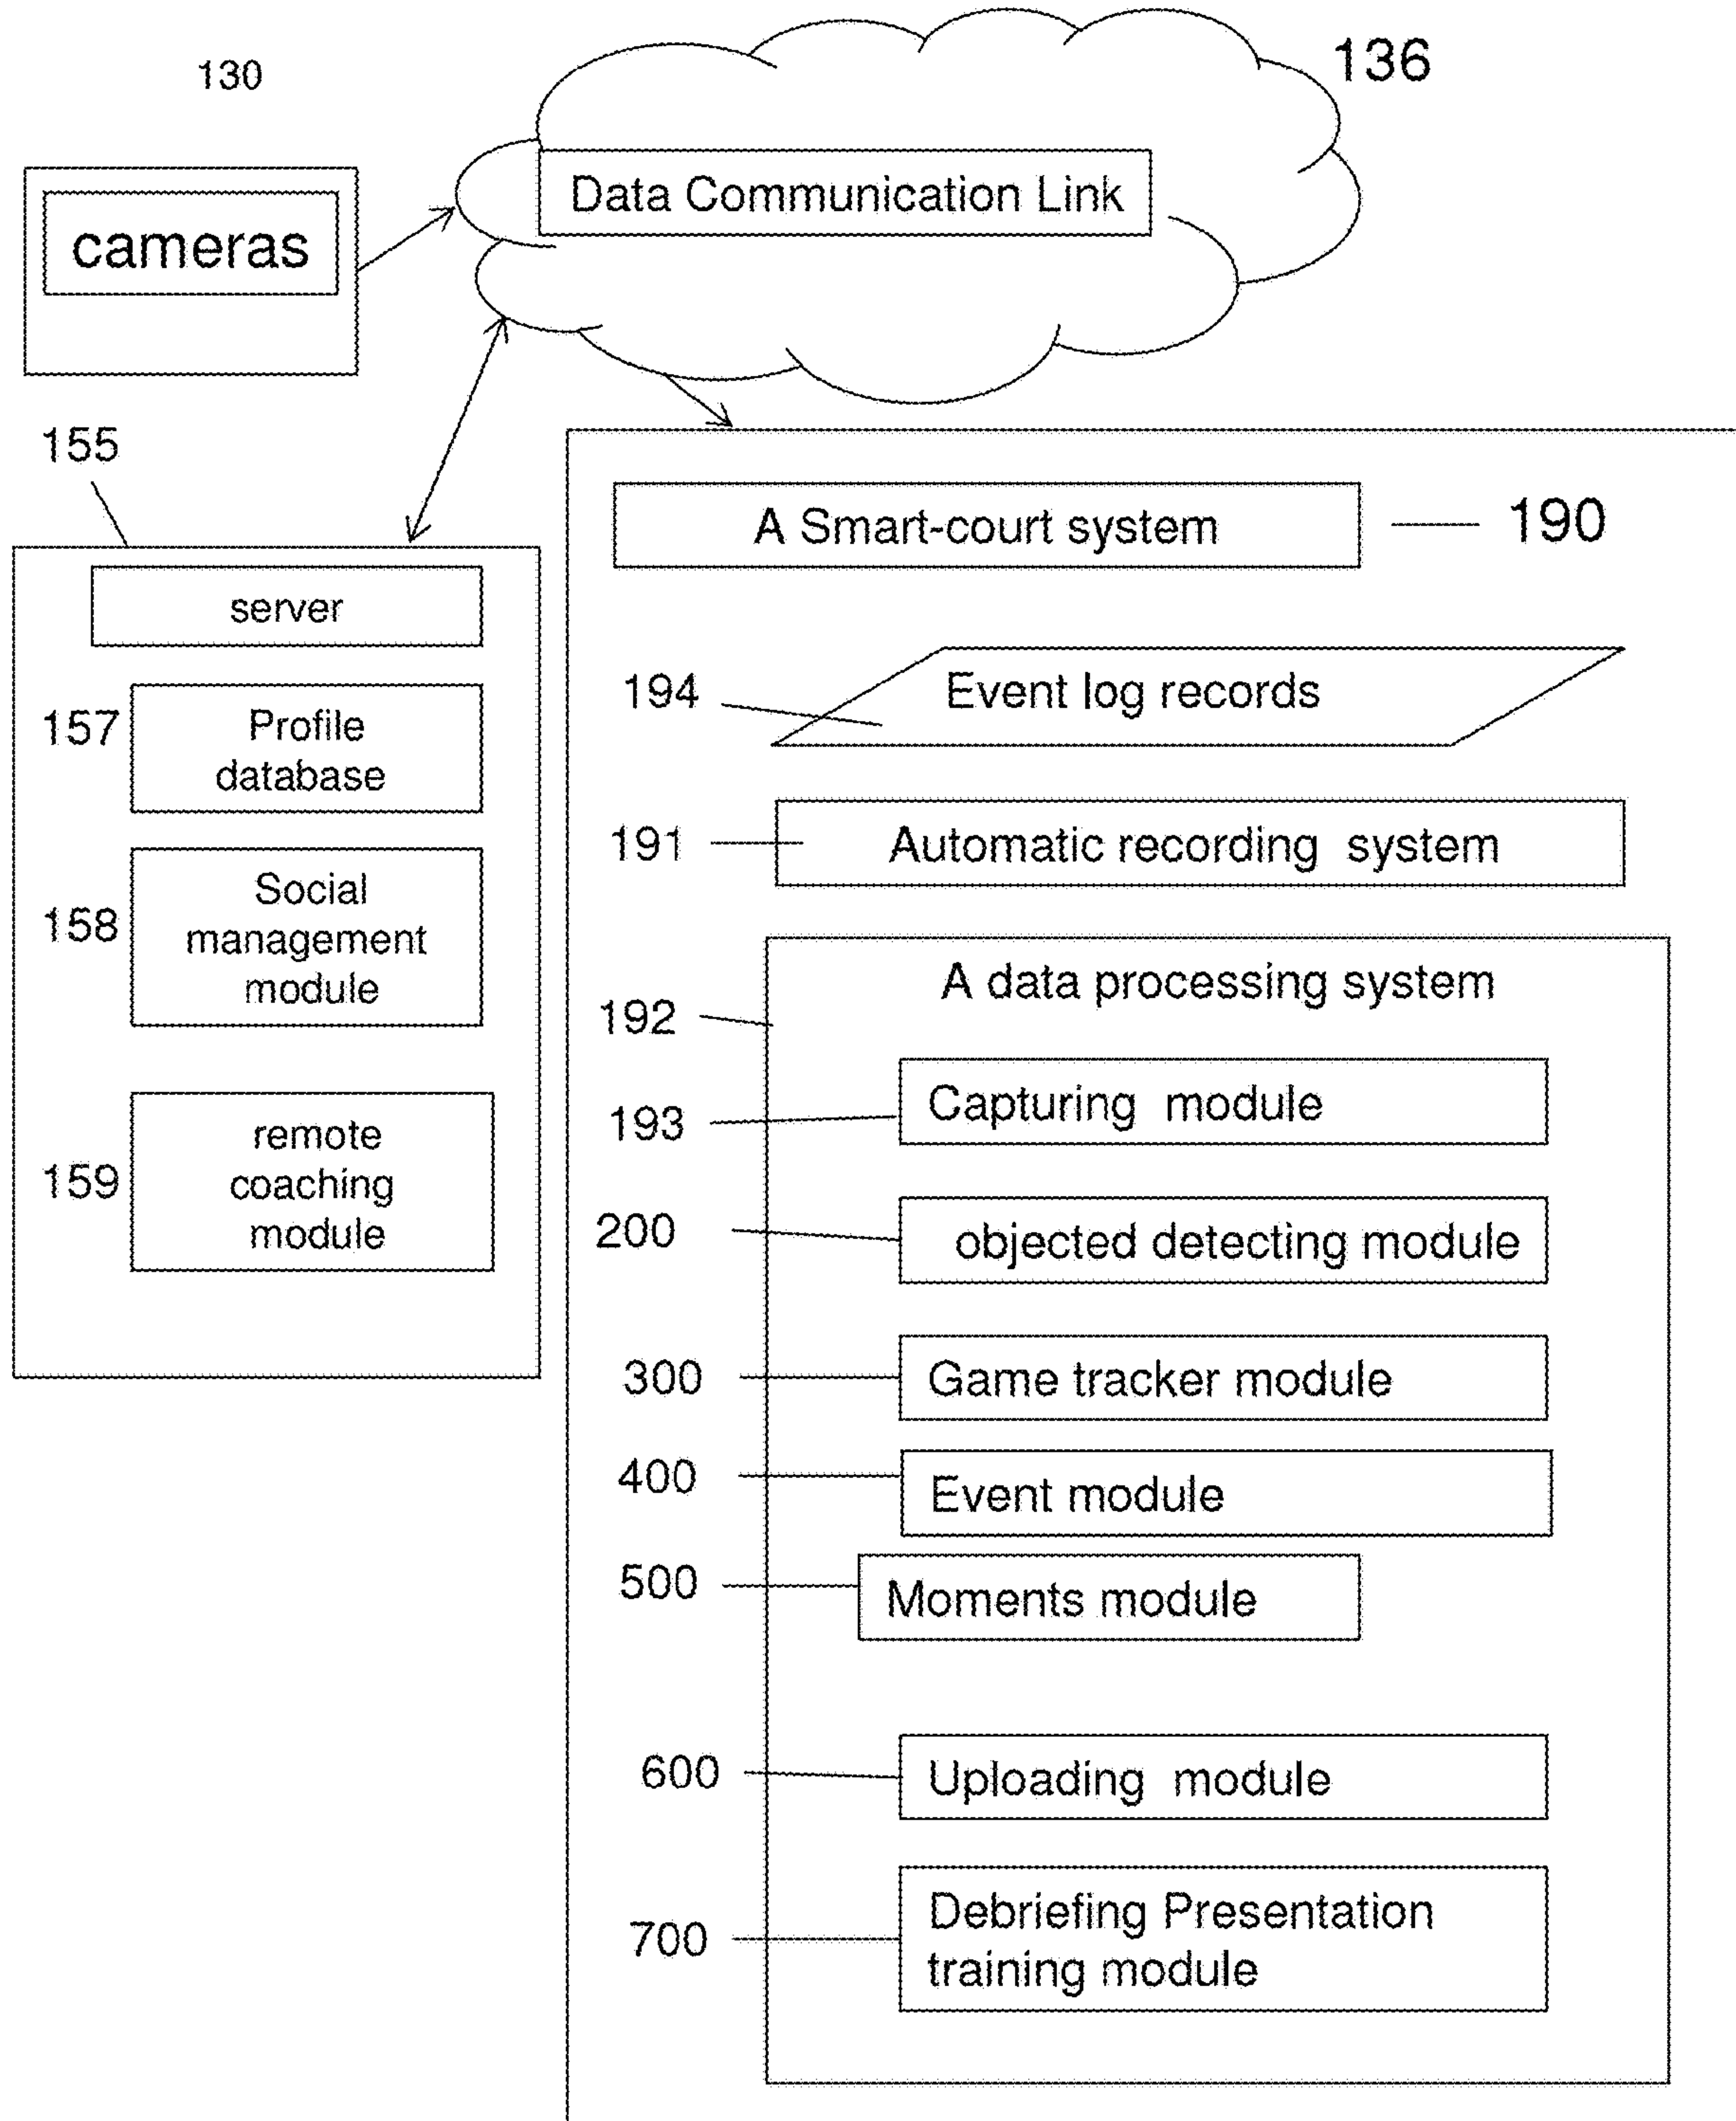 130
136
Data Communication Link
cameras
155
A Smart-court system
190
server
194
Event log records
157
Profile
database
191
Automatic recording system
158
Social
management
module
A data processing system
192
193
Capturing module
159
remote
coaching
module
200
objected detecting module
300
Game tracker module
400
Event module
500
Moments module
600
Uploading module
700
Debriefing Presentation
training module